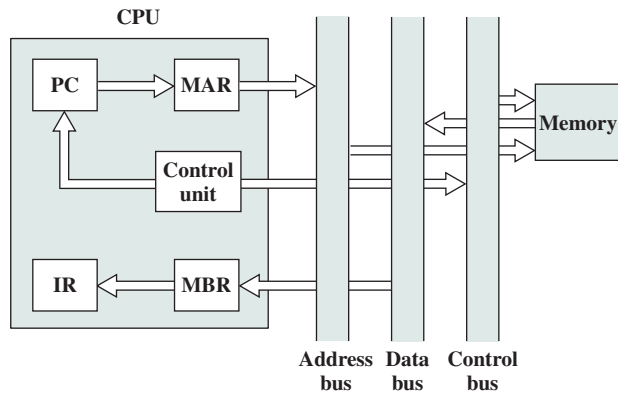 CPU
PC
MAR
Memory
Control
unit
IR
MBR
Address
bus
Data
bus
Control
bus